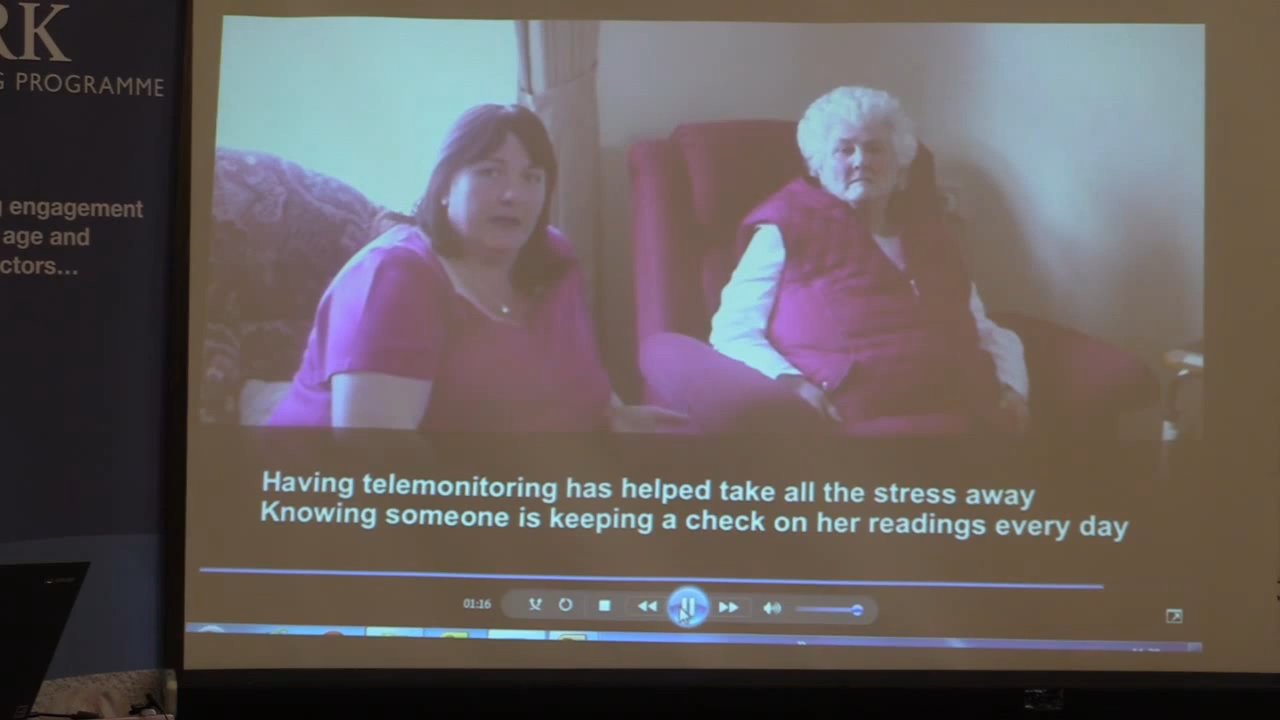 RK
G PROGRAMME
engagement
age and
ctors...
Having telemonitoring has helped take all the stress away
Knowing someone is keeping a check on her readings every day
01:16